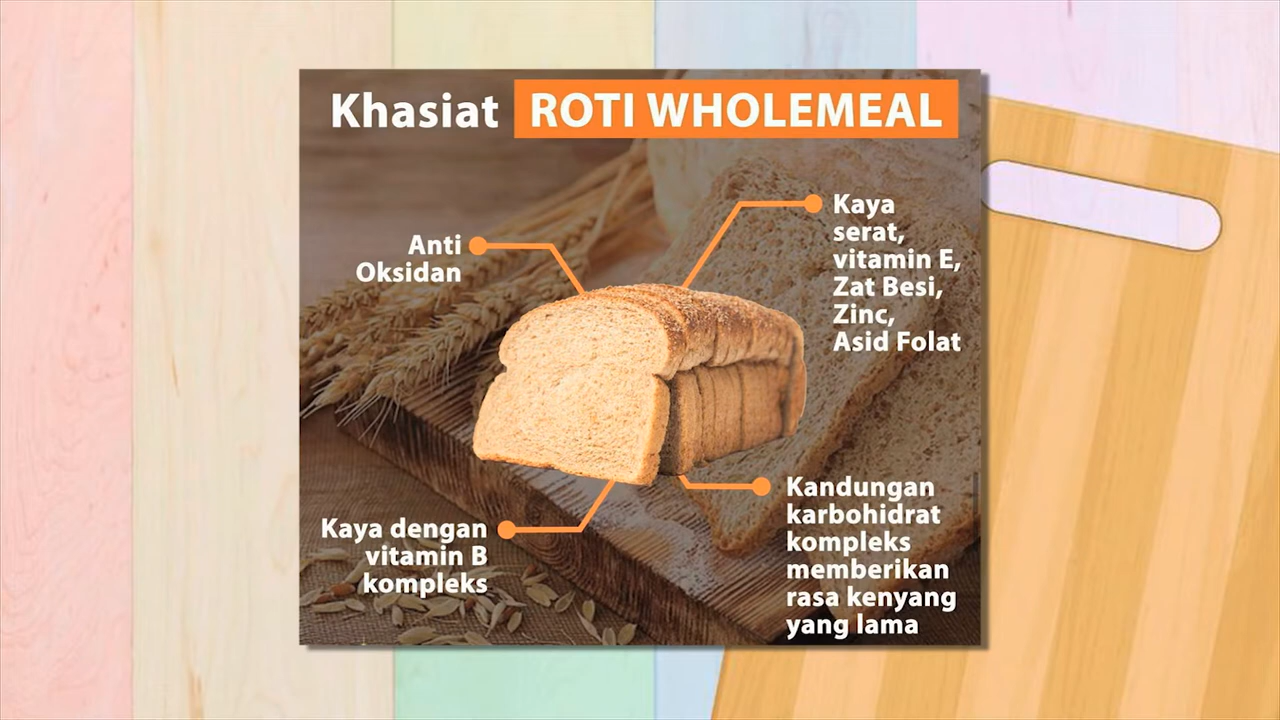 Khasiat ROTI WHOLEMEAL
Anti
Oksidan
Kaya
serat,
vitamin E,
Zat Besi,
Zinc,
Asid Folat
Kaya dengan
vitamin B
kompleks
Kandungan
karbohidrat
kompleks
memberikan
rasa kenyang
yang lama